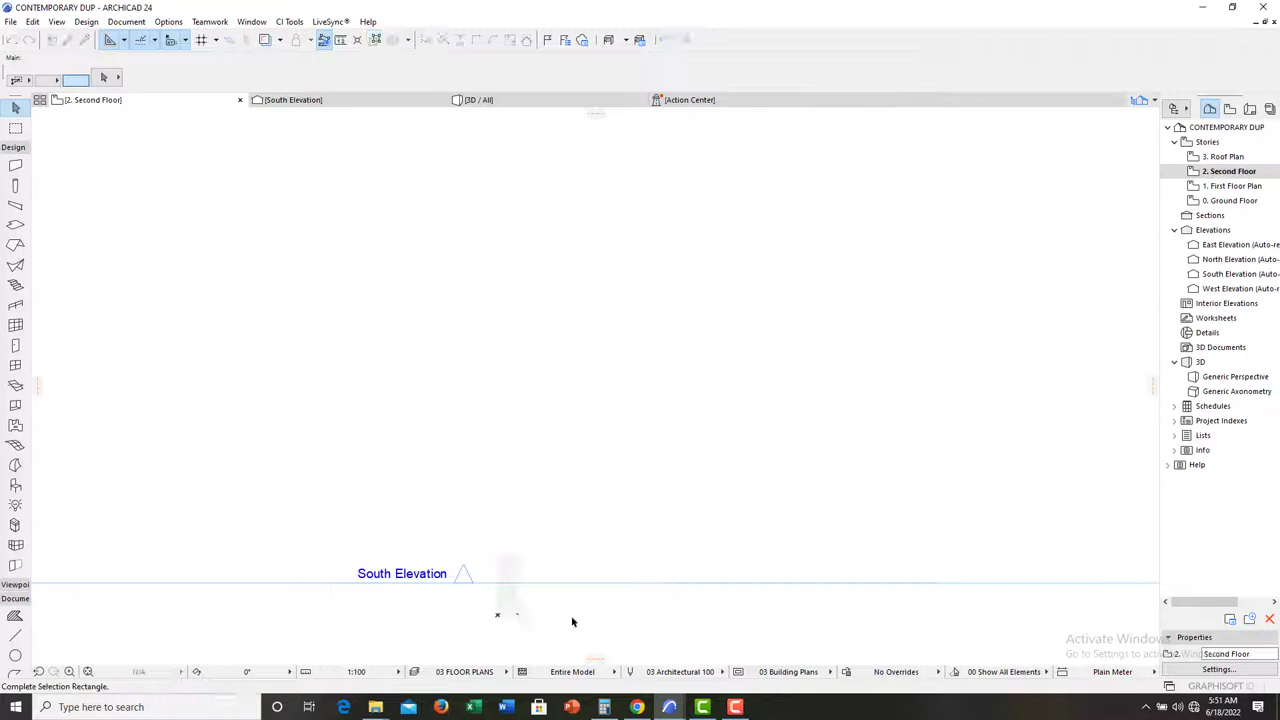 CONTEMPORARY DUP - ARCHICAD 24
File Edit View Design Document Options Teamwork Window CI Tools LiveSync® Help
Main:
[2. Second Floor] [South Elevation] [3D / All] [Action Center]
Design
CONTEMPORARY DUP
Stories
3. Roof Plan
2. Second Floor
1. First Floor Plan
0. Ground Floor
Sections
Elevations
East Elevation (Auto-re
North Elevation (Auto-
South Elevation (Auto-
West Elevation (Auto-r
Interior Elevations
Worksheets
Details
3D Documents
3D
Generic Perspective
Generic Axonometry
Schedules
Project Indexes
Lists
Info
Help
South Elevation
Viewpoi
Docume
Activate Windows
Go to Settings to activ
Properties
2. Second Floor
Settings...
N/A 0° 1:100 03 FLOOR PLANS Entire Model 03 Architectural 100 03 Building Plans No Overrides 00 Show All Elements Plain Meter
Complete Selection Rectangle.
GRAPHISOFT ID
Type here to search
5:51 AM
6/18/2022